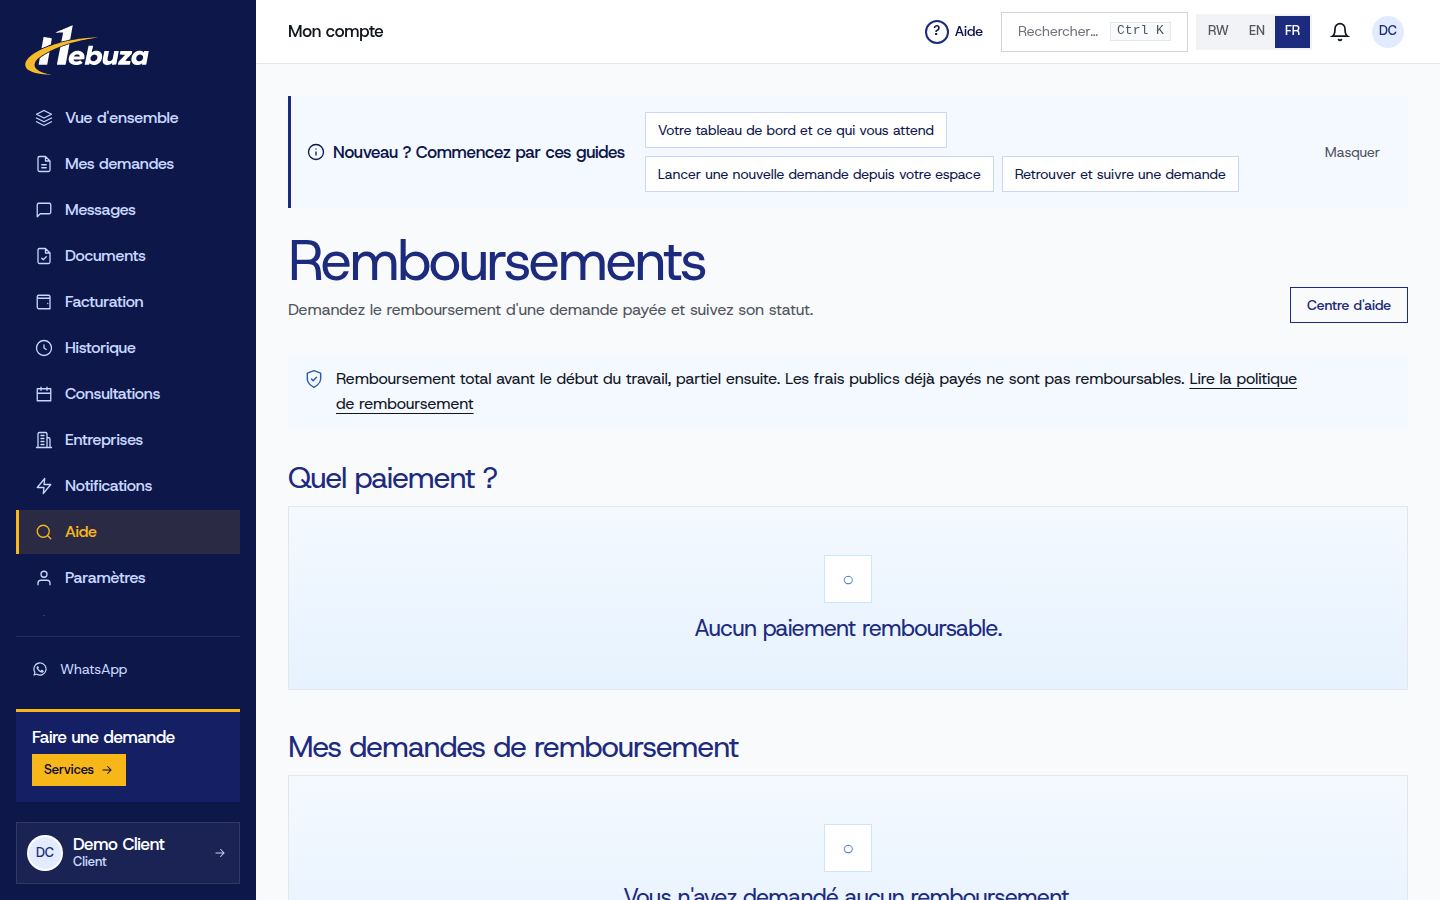 Hebuza
Vue d'ensemble
Mes demandes
Messages
Documents
Facturation
Historique
Consultations
Entreprises
Notifications
Aide
Paramètres
WhatsApp
Faire une demande
Services →
DC
Demo Client
Client
→
Mon compte
? Aide
Rechercher... Ctrl K
RW EN FR
DC
Nouveau ? Commencez par ces guides
Votre tableau de bord et ce qui vous attend
Lancer une nouvelle demande depuis votre espace
Retrouver et suivre une demande
Masquer
Remboursements
Demandez le remboursement d'une demande payée et suivez son statut.
Centre d'aide
Remboursement total avant le début du travail, partiel ensuite. Les frais publics déjà payés ne sont pas remboursables. Lire la politique
de remboursement
Quel paiement ?
Aucun paiement remboursable.
Mes demandes de remboursement
Vous n'avez demandé aucun remboursement